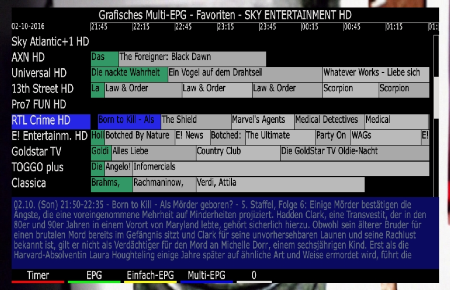 Grafisches Multi-EPG - Favoriten - SKY ENTERTAINMENT HD
02-10-2016 21:45 22:15 22:45 23:15 23:45 00:15 00:45 01:15 01:
Sky Atlantic+1 HD
AXN HD Das The Foreigner: Black Dawn
Universal HD Die nackte Wahrheit Ein Vogel auf dem Drahtseil Whatever Works - Liebe sich
13th Street HD La Law & Order Law & Order Law & Order Scorpion Scorpion
Pro7 FUN HD
RTL Crime HD Born to Kill - Als The Shield Marvel's Agents Medical Detectives Medical
E! Entertainm. HD Holl Botched By Nature E! News Botched: The Ultimate Party On WAGs E!
Goldstar TV Goldi Alles Liebe Country Club Die GoldStar TV Oldie-Nacht
TOGGO plus Die Angelo! Infomercials
Classica Brahms, Rachmaninow, Verdi, Attila
02.10. (Son) 21:50-22:35 - Born to Kill - Als Mörder geboren? - 5. Staffel, Folge 6: Einige Mörder bestätigen die
Ängste, die eine voreingenommene Mehrheit auf Minderheiten projiziert. Hadden Clark, eine Transvestit, der in den
80er und 90er Jahren in einem Vorort von Maryland lebte, gehört sicherlich hierzu. Obwohl sein älterer Bruder für
einen brutalen Mord bereits im Gefängnis sitzt und Clark für seine unvorhersehbaren Launen und seine Rachlust
bekannt ist, gilt er nicht als Verdächtiger für den Mord an Michelle Dorr, einem sechsjährigen Kind. Erst als die
Harvard-Absolventin Laura Houghteling einige Jahre später auf ähnliche Art und Weise ermordet wird, führt die
Timer EPG Einfach-EPG Multi-EPG 0